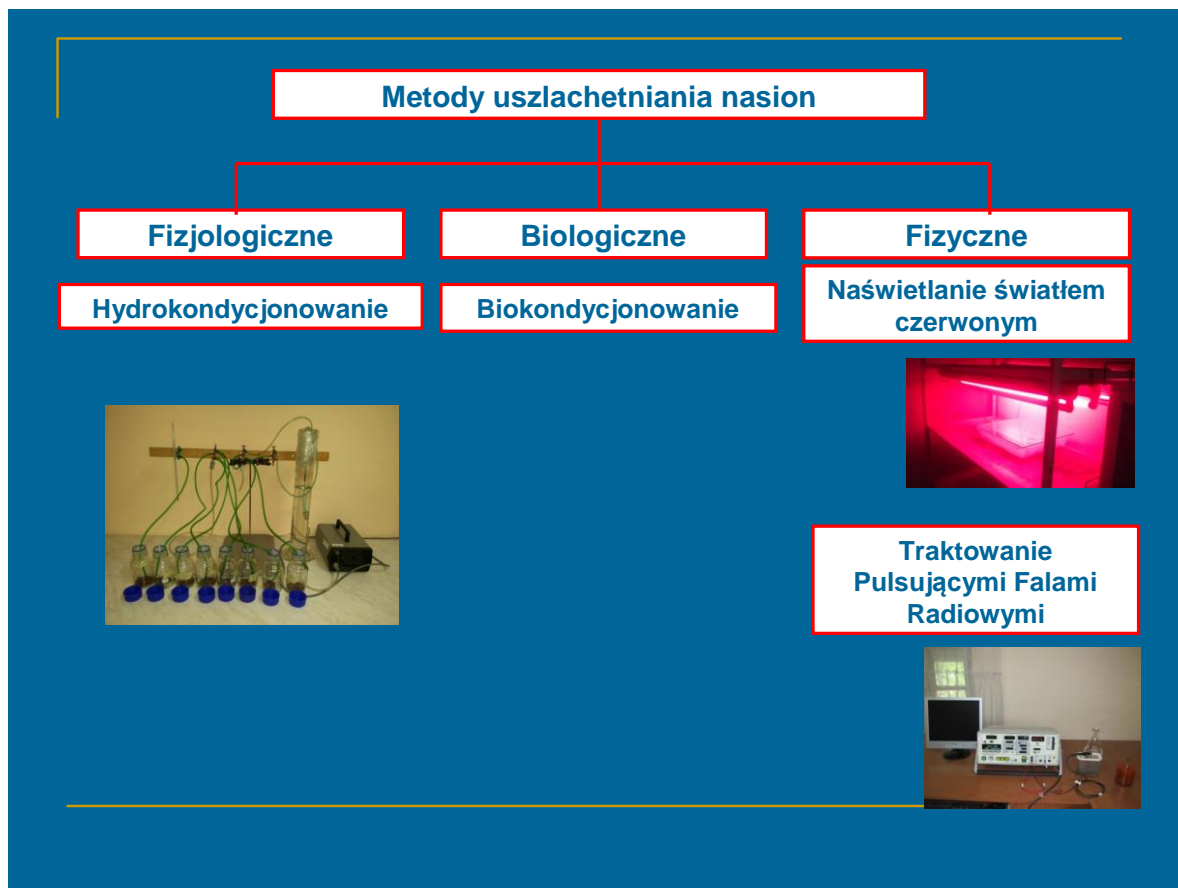 Metody uszlachetniania nasion
Fizjologiczne
Biologiczne
Fizyczne
Hydrokondycjonowanie
Biokondycjonowanie
Naświetlanie światłem
czerwonym
Traktowanie
Pulsującymi Falami
Radiowymi